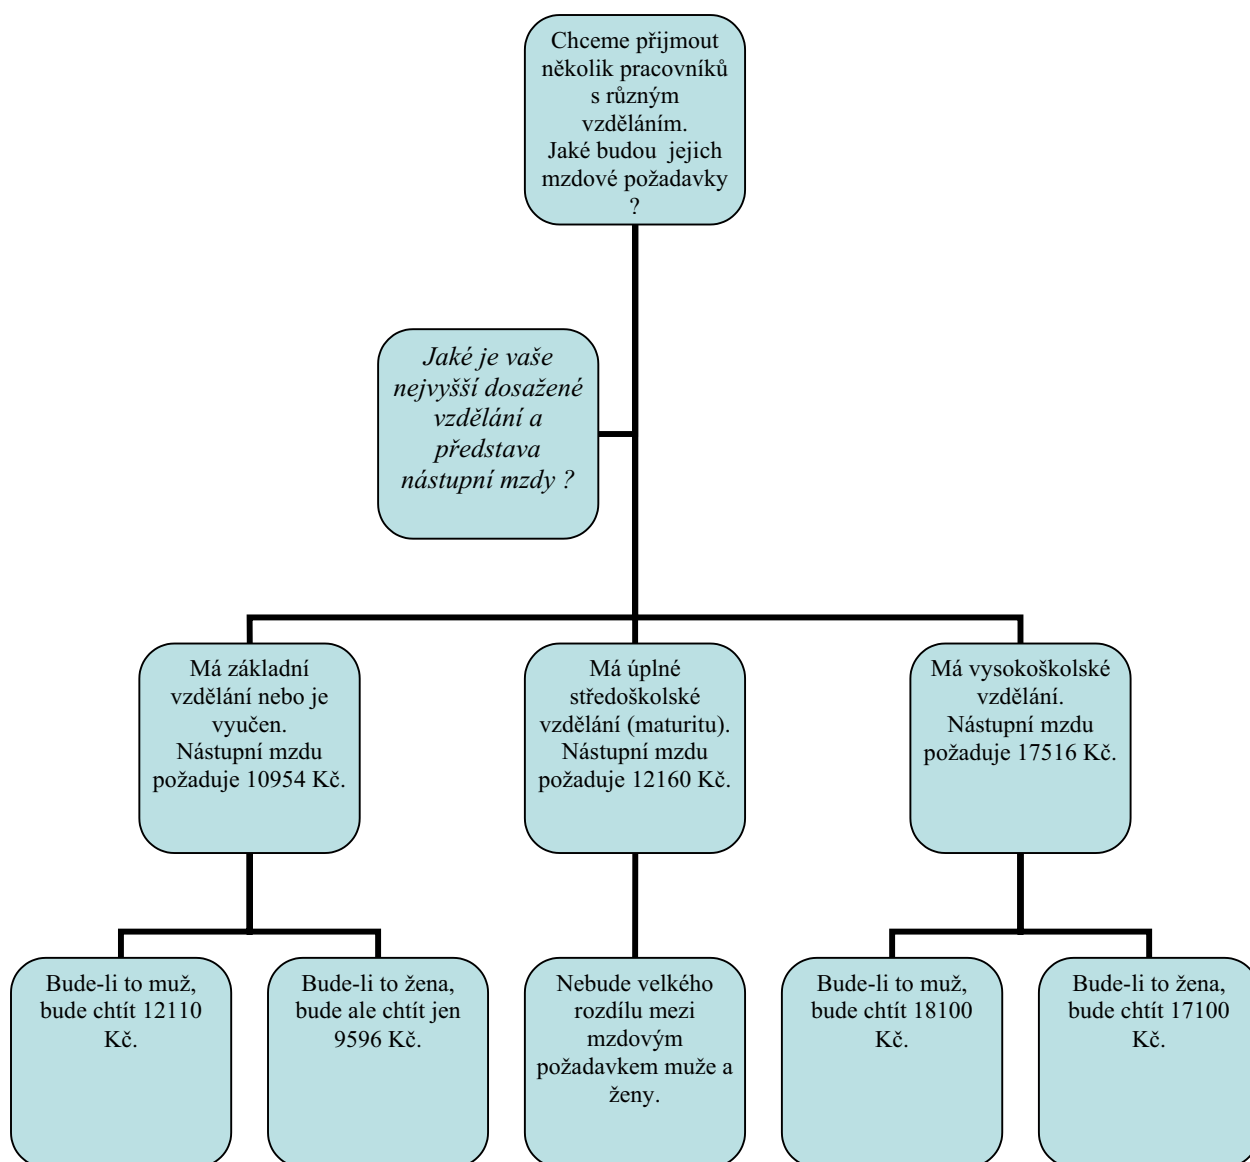 Chceme přijmout
několik pracovníků
s různým
vzděláním.
Jaké budou  jejich
mzdové požadavky
?
Jaké je vaše
nejvyšší dosažené
vzdělání a
představa
nástupní mzdy ?
Má základní
vzdělání nebo je
vyučen.
Nástupní mzdu
požaduje 10954 Kč.
Má úplné
středoškolské
vzdělání (maturitu).
Nástupní mzdu
požaduje 12160 Kč.
Má vysokoškolské
vzdělání.
Nástupní mzdu
požaduje 17516 Kč.
Bude-li to muž,
bude chtít 12110
Kč.
Bude-li to žena,
bude ale chtít jen
9596 Kč.
Nebude velkého
rozdílu mezi
mzdovým
požadavkem muže a
ženy.
Bude-li to muž,
bude chtít 18100
Kč.
Bude-li to žena,
bude chtít 17100
Kč.